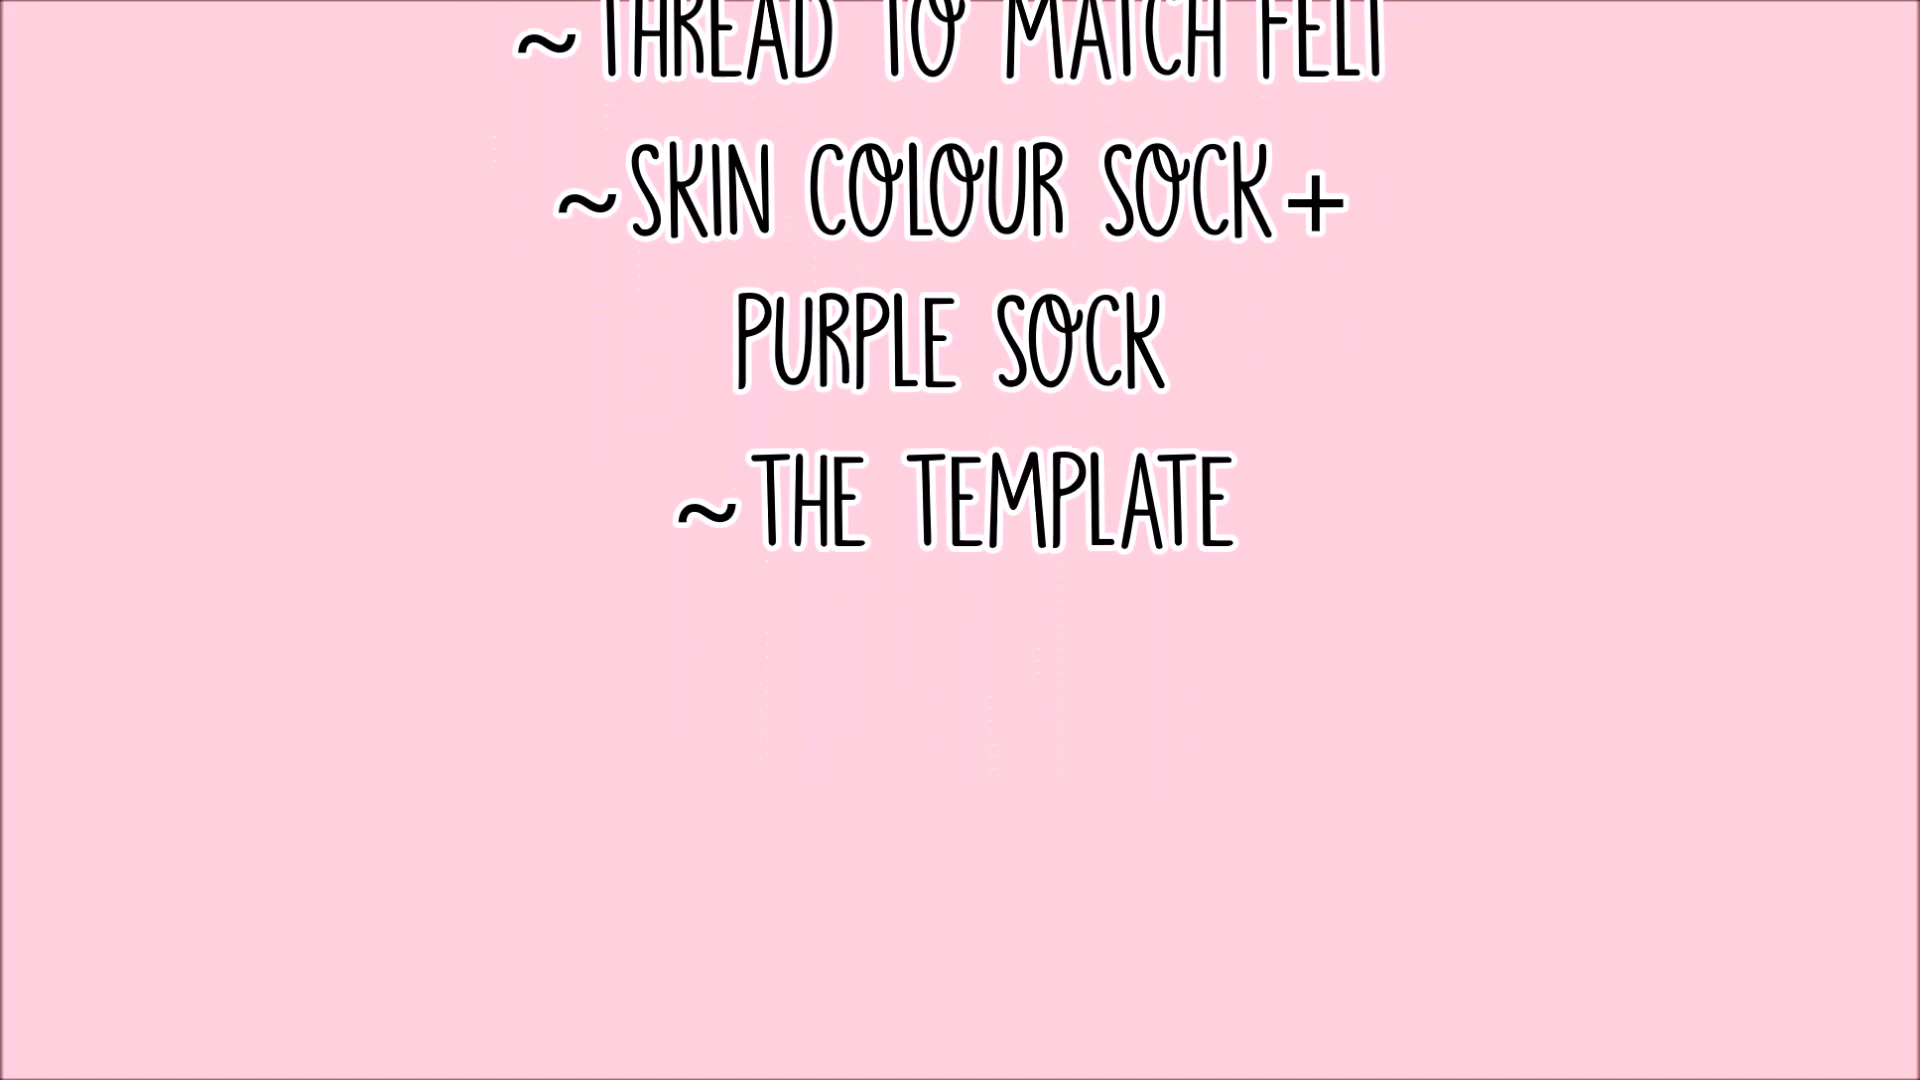 ~THREAD TO MATCH FELT
~SKIN COLOUR SOCK+
PURPLE SOCK
~THE TEMPLATE